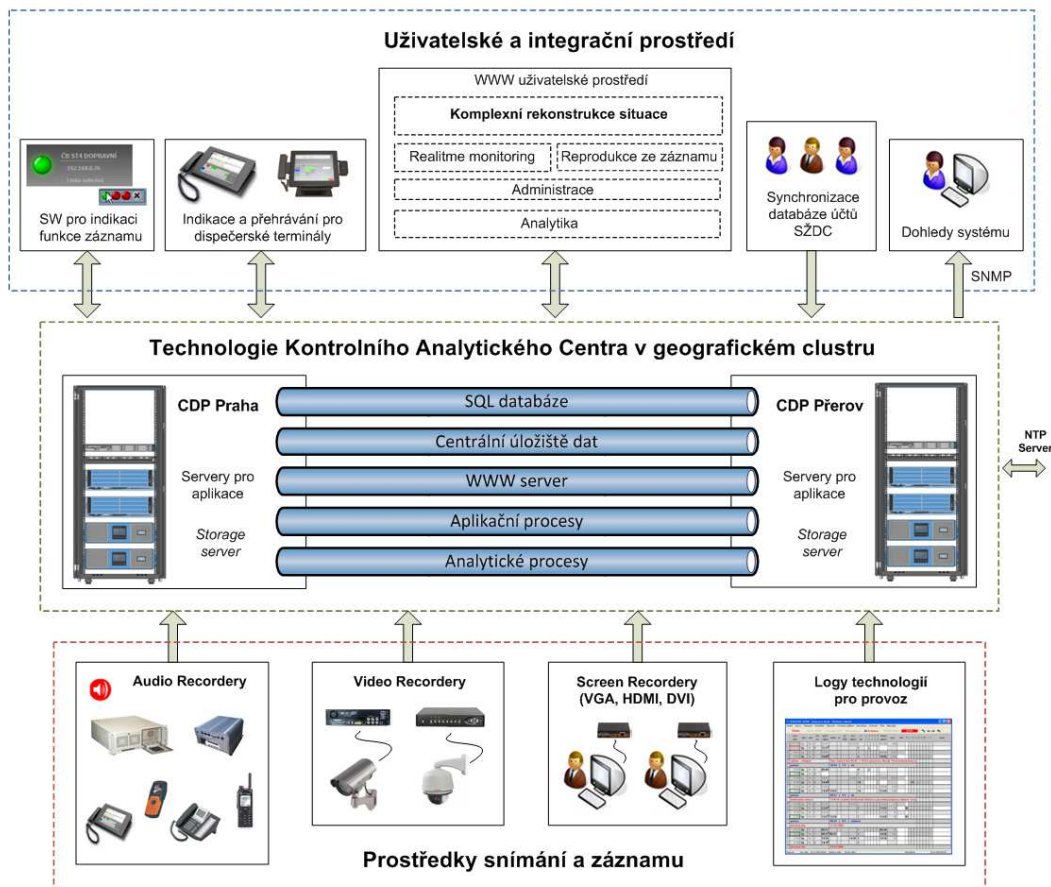 Uživatelské a integrační prostředí
WWW uživatelské prostředí
Komplexní rekonstrukce situace
Realitme monitoring
Reprodukce ze záznamu
Administrace
Analytika
ČB ST4 DOPRAVNÍ
SW pro indikaci
funkce záznamu
Indikace a přehrávání pro
dispečerské terminály
Synchronizace
databáze účtů
SŽDC
Dohledy systému
SNMP
Technologie Kontrolního Analytického Centra v geografickém clustru
CDP Praha
Servery pro
aplikace
Storage
server
SQL databáze
Centrální úložiště dat
WWW server
Aplikační procesy
Analytické procesy
CDP Přerov
Servery pro
aplikace
Storage
server
NTP
Server
Audio Recordery
Video Recordery
Screen Recordery
(VGA, HDMI, DVI)
Logy technologií
pro provoz
Prostředky snímání a záznamu